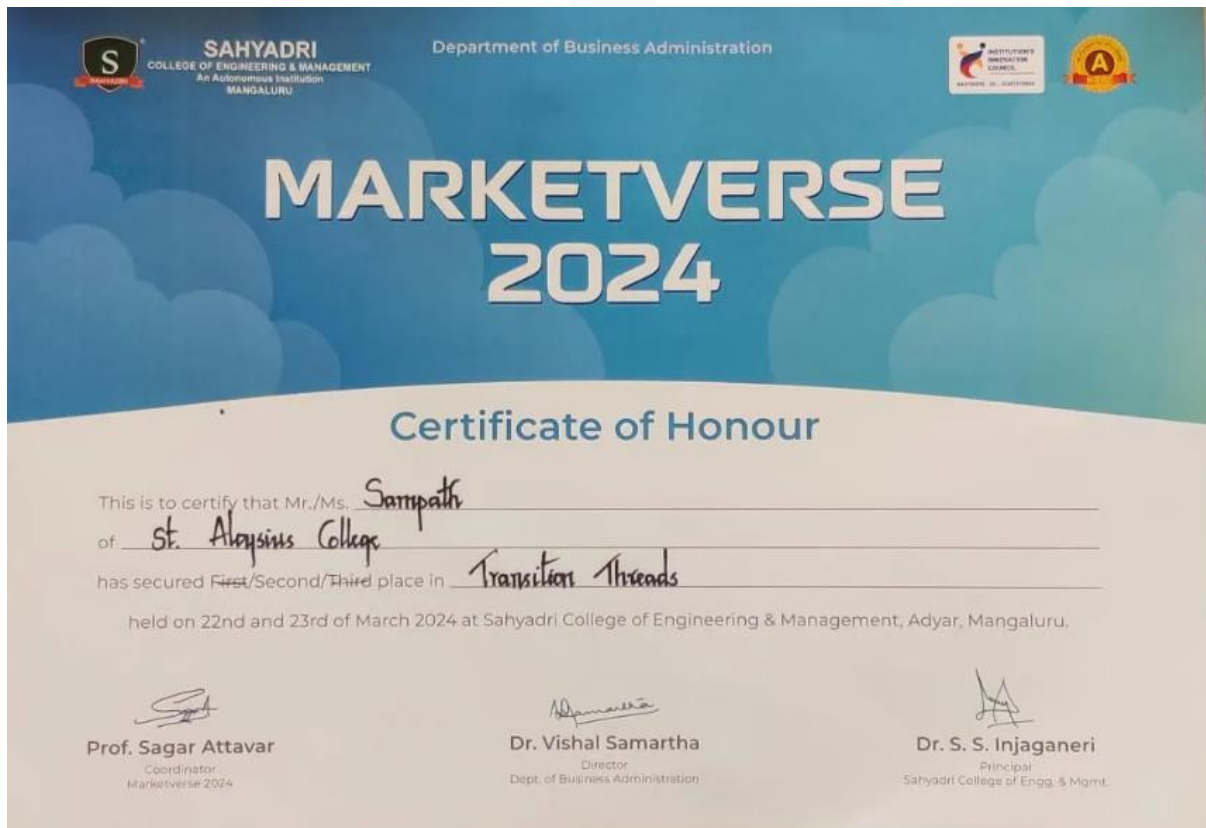 S
SAHYADRI
SAHYADRI
COLLEGE OF ENGINEERING & MANAGEMENT
An Autonomous Institution
MANGALURU
Department of Business Administration
INSTITUTION'S
INNOVATION
COUNCIL
A
MARKETVERSE
2024
Certificate of Honour
This is to certify that Mr./Ms. Sampath
of St. Aloysius College
has secured First/Second/Third place in Transition Threads
held on 22nd and 23rd of March 2024 at Sahyadri College of Engineering & Management, Adyar, Mangaluru.
Prof. Sagar Attavar
Coordinator
Marketverse 2024
Dr. Vishal Samartha
Director
Dept. of Business Administration
Dr. S. S. Injaganeri
Principal
Sahyadri College of Engg. & Mgmt.